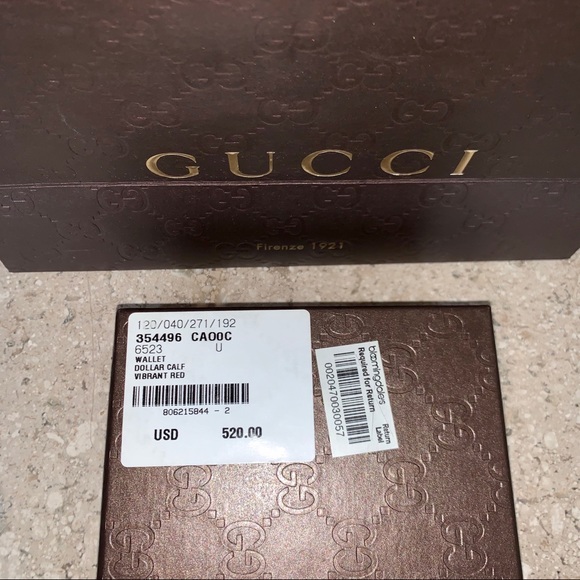 GUCCI
Firenze 1921
120/040/271/192
354496 CAO0C
6523 U
WALLET
DOLLAR CALF
VIBRANT RED
806215844 - 2
USD 520.00
bloomingdale's
Required for Return
0020470030057
Return
Label